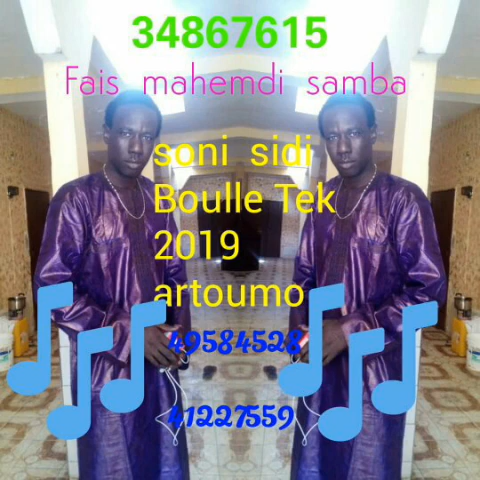 34867615
Fais mahemdi samba
soni sidi
Boulle Tek
2019
artoumo
49584528
41227559